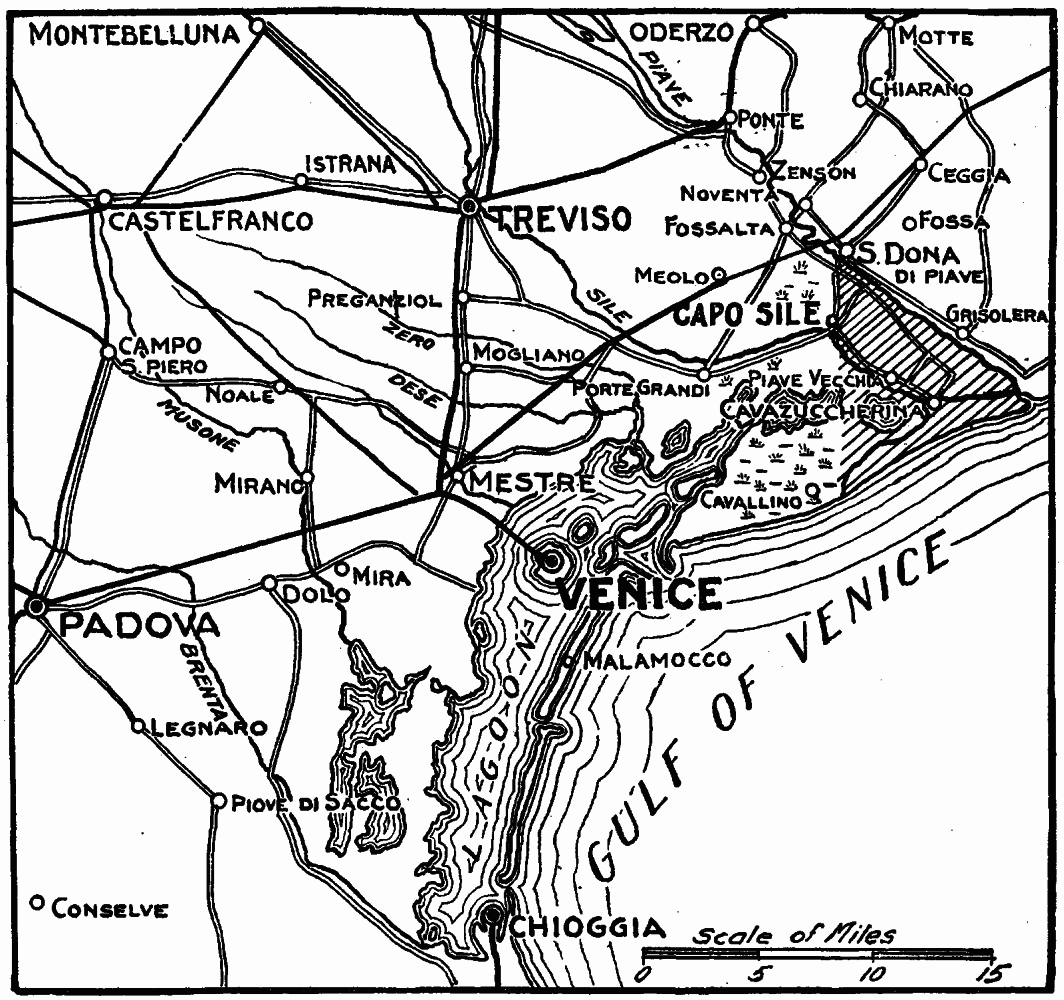 MONTEBELLUNA
ODERZO
MOTTE
PIAVE
CHIARANO
PONTE
ISTRANA
ZENSON
CEGGIA
NOVENTA
CASTELFRANCO
TREVISO
FOSSALTA
FOSSA
S. DONA
DI PIAVE
MEOLO
PREGANZIOL
SILE
CAPO SILE
GRISOLERA
ZERO
CAMPO
S. PIERO
MOGLIANO
NOALE
DESE
PORTE GRANDI
PIAVE VECCHIA
CAVAZUCCHERINA
MUSONE
MIRANO
MESTRE
CAVALLINO
MIRA
DOLO
VENICE
PADOVA
BRENTA
LAGOON
MALAMOCCO
GULF OF VENICE
LEGNARO
PIOVE DI SACCO
CONSELVE
CHIOGGIA
Scale of Miles
0 5 10 15